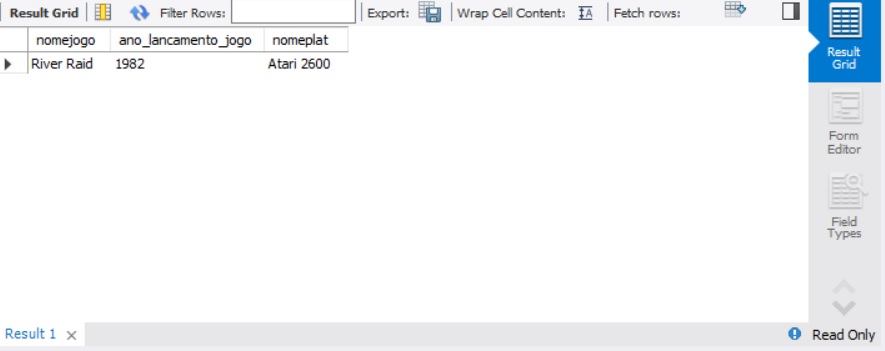 Result Grid Filter Rows: Export: Wrap Cell Content: IA Fetch rows:
nomejogo ano_lancamento_jogo nomeplat
River Raid 1982 Atari 2600
Result
Grid
Form
Editor
Field
Types
Result 1 × Read Only